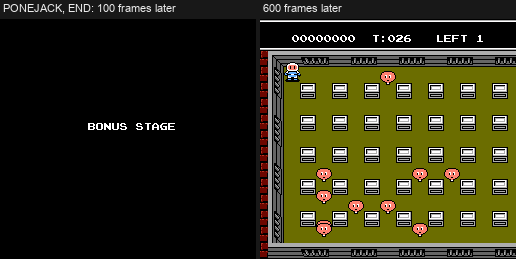 PONEJACK, END: 100 frames later
600 frames later
BONUS STAGE
00000000 T:026 LEFT 1